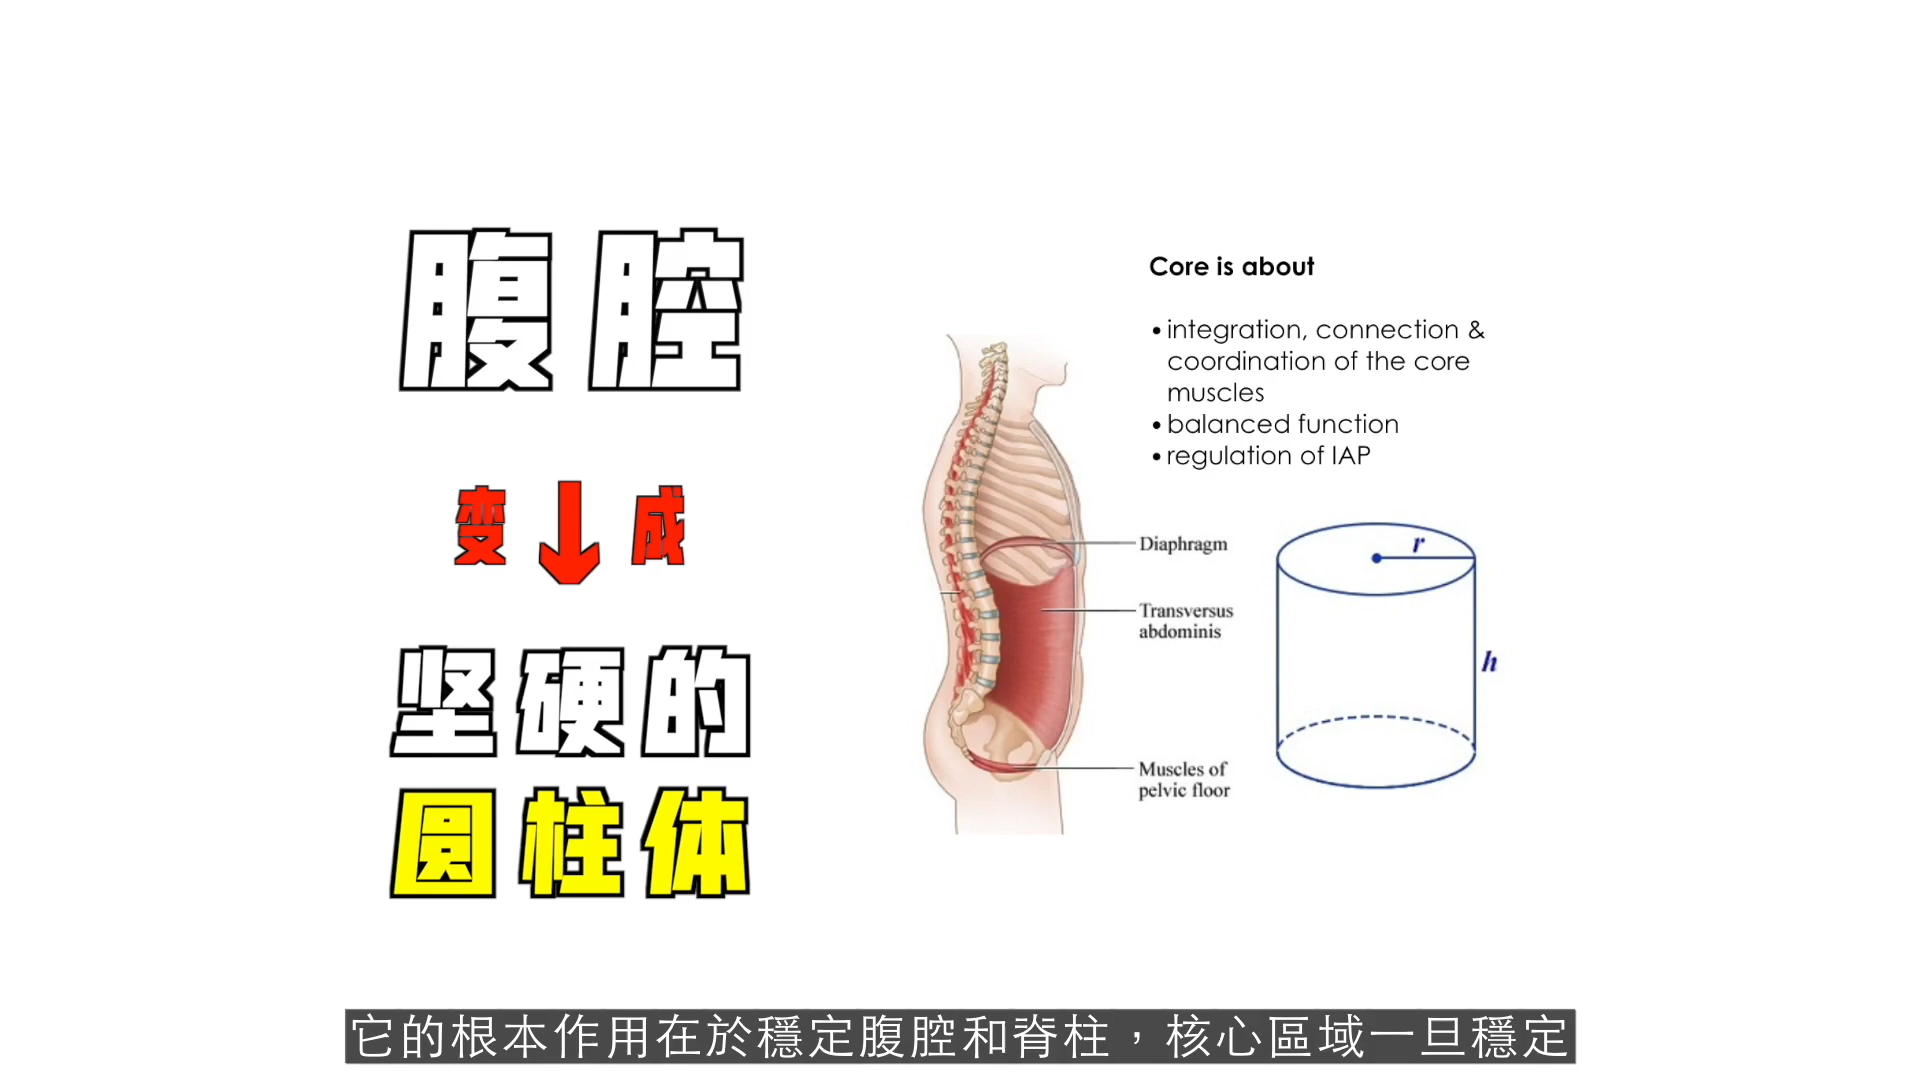 腹腔
变↓成
坚硬的
圆柱体
Core is about
• integration, connection &
coordination of the core
muscles
• balanced function
• regulation of IAP
Diaphragm
Transversus
abdominis
Muscles of
pelvic floor
r
h
它的根本作用在於穩定腹腔和脊柱，核心區域一旦穩定